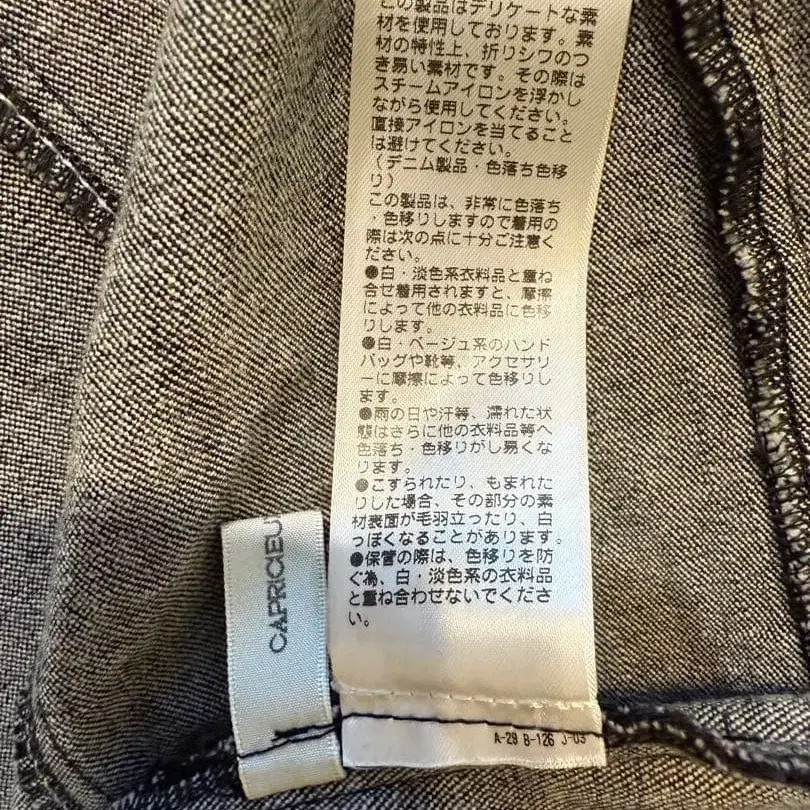 この製品はデリケートな素
材を使用しております。素
材の特性上、折りシワのつ
き易い素材です。その際は
スチームアイロンを浮かし
ながら使用してください。
直接アイロンを当てること
は避けてください。
（デニム製品・色落ち色移
り）
この製品は、非常に色落ち
・色移りしますので着用の
際は次の点に十分ご注意く
ださい。
●白・淡色系衣料品と重ね
合せ着用されますと、摩擦
によって他の衣料品に色移
りします。
●白・ベージュ系のハンド
バッグや靴等、アクセサリ
ーに摩擦によって色移りし
ます。
●雨の日や汗等、濡れた状
態はさらに他の衣料品等へ
色落ち・色移りがし易くな
ります。
●こすられたり、もまれた
りした場合、その部分の素
材表面が毛羽立ったり、白
っぽくなることがあります。
●保管の際は、色移りを防
ぐ為、白・淡色系の衣料品
と重ね合わせないでくださ
い。
A-29 B-126 J-03
CAPRICIEU